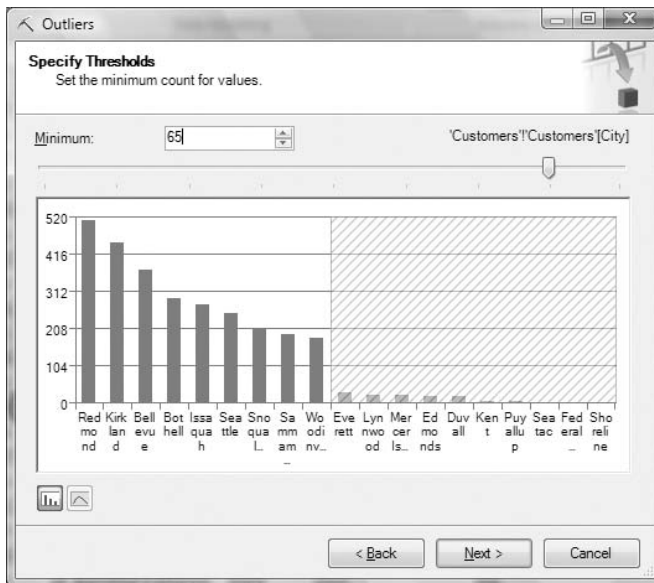 Outliers
Specify Thresholds
Set the minimum count for values.
Minimum:
65
'Customers'!'Customers'[City]
520
416
312
208
104
0
Red mo nd
Kirk lan d
Bell evu e
Bot hell
Issa qua h
Sea ttle
Sno qua l...
Sa mm am ...
Wo odi nv...
Eve rett
Lyn nwo od
Mer cer Is...
Ed mo nds
Duv all
Ken t
Puy allu p
Sea tac
Fed eral ...
Sho reli ne
< Back
Next >
Cancel